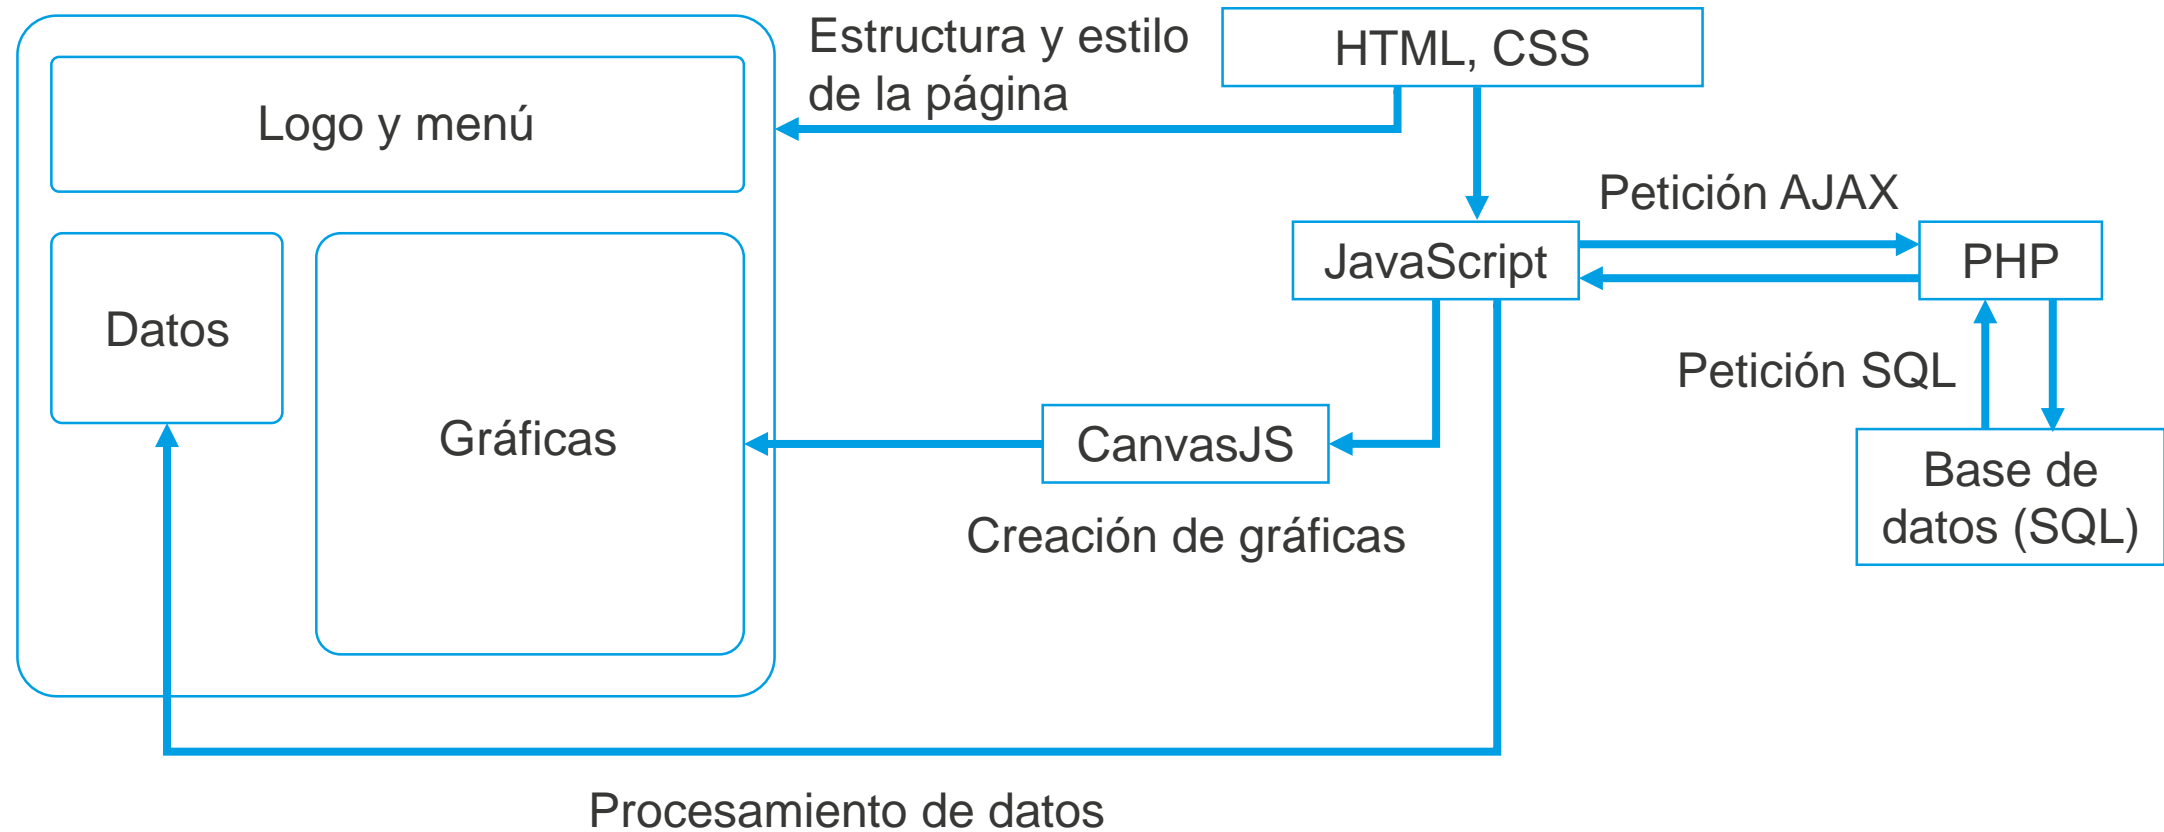 Estructura y estilo
de la página
HTML, CSS
Logo y menú
Petición AJAX
JavaScript
PHP
Datos
Petición SQL
Gráficas
CanvasJS
Base de
datos (SQL)
Creación de gráficas
Procesamiento de datos